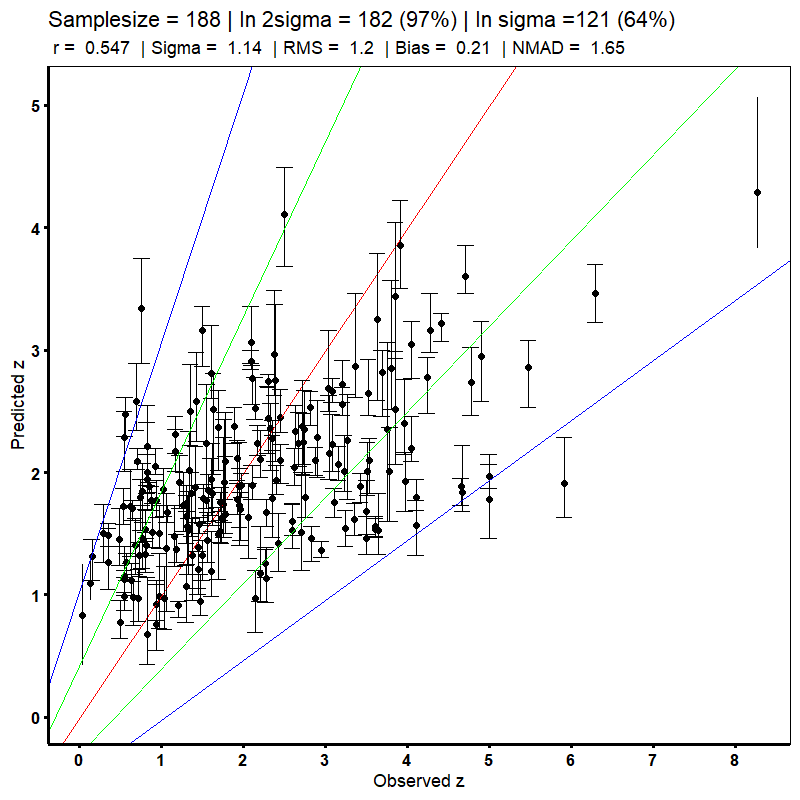 Samplesize = 188 | In 2sigma = 182 (97%) | In sigma =121 (64%)
r = 0.547 | Sigma = 1.14 | RMS = 1.2 | Bias = 0.21 | NMAD = 1.65
5
4
3
2
1
0
Predicted z
0 1 2 3 4 5 6 7 8
Observed z